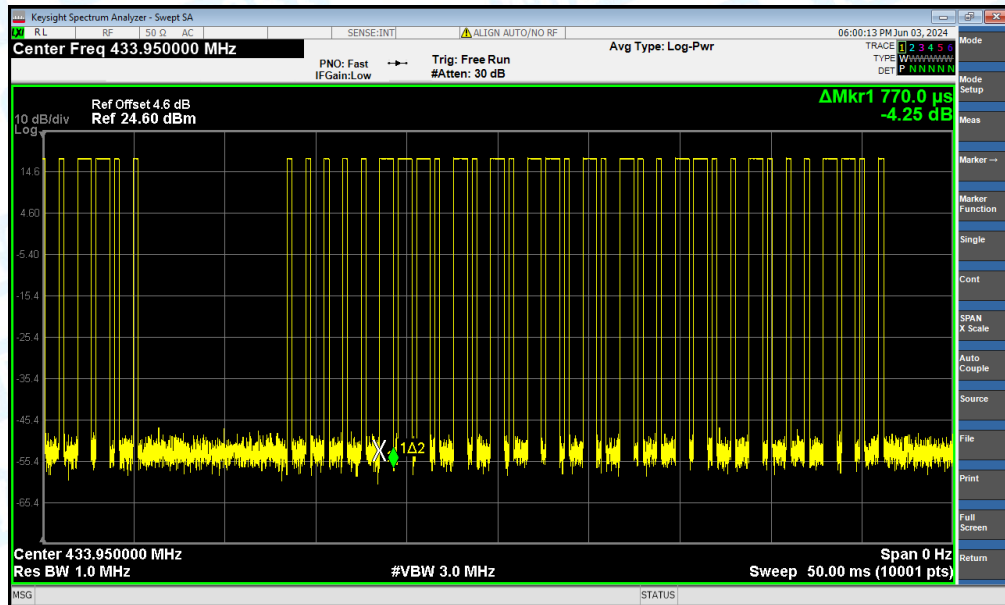 Keysight Spectrum Analyzer - Swept SA
LXI RL RF 50 Ω AC SENSE:INT ALIGN AUTO/NO RF 06:00:13 PM Jun 03, 2024
Center Freq 433.950000 MHz
Avg Type: Log-Pwr
TRACE 1 2 3 4 5 6
TYPE WWWWWW
DET P N N N N N
PNO: Fast
IFGain:Low
Trig: Free Run
#Atten: 30 dB
ΔMkr1 770.0 µs
-4.25 dB
Ref Offset 4.6 dB
10 dB/div Ref 24.60 dBm
Log
14.6
4.60
-5.40
-15.4
-25.4
-35.4
-45.4
-55.4
-65.4
X
1Δ2
Center 433.950000 MHz
Span 0 Hz
Res BW 1.0 MHz
#VBW 3.0 MHz
Sweep 50.00 ms (10001 pts)
MSG
STATUS
Mode
Mode Setup
Meas
Marker→
Marker Function
Single
Cont
SPAN X Scale
Auto Couple
Source
File
Print
Full Screen
Return